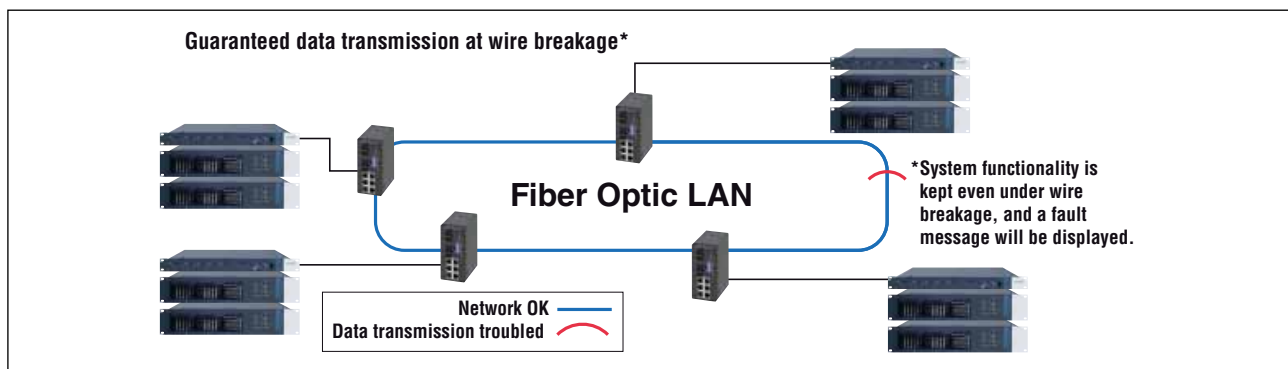 Guaranteed data transmission at wire breakage*
Fiber Optic LAN
*System functionality is
kept even under wire
breakage, and a fault
message will be displayed.
Network OK
Data transmission troubled